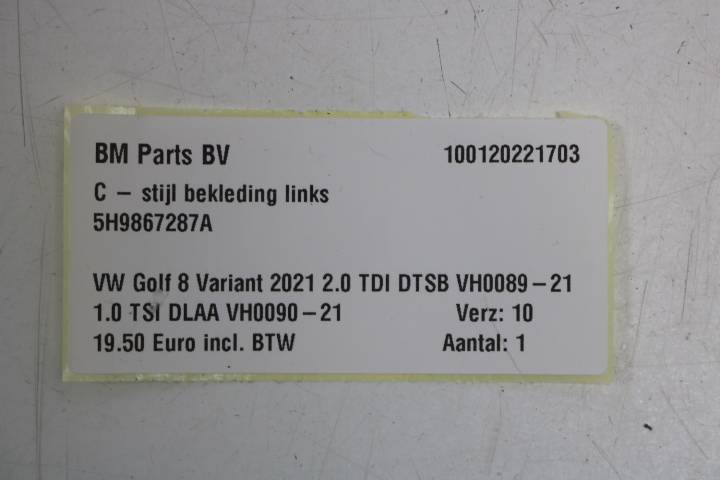 BM Parts BV 100120221703
C – stijl bekleding links
5H9867287A
VW Golf 8 Variant 2021 2.0 TDI DTSB VH0089–21
1.0 TSI DLAA VH0090–21 Verz: 10
19.50 Euro incl. BTW Aantal: 1